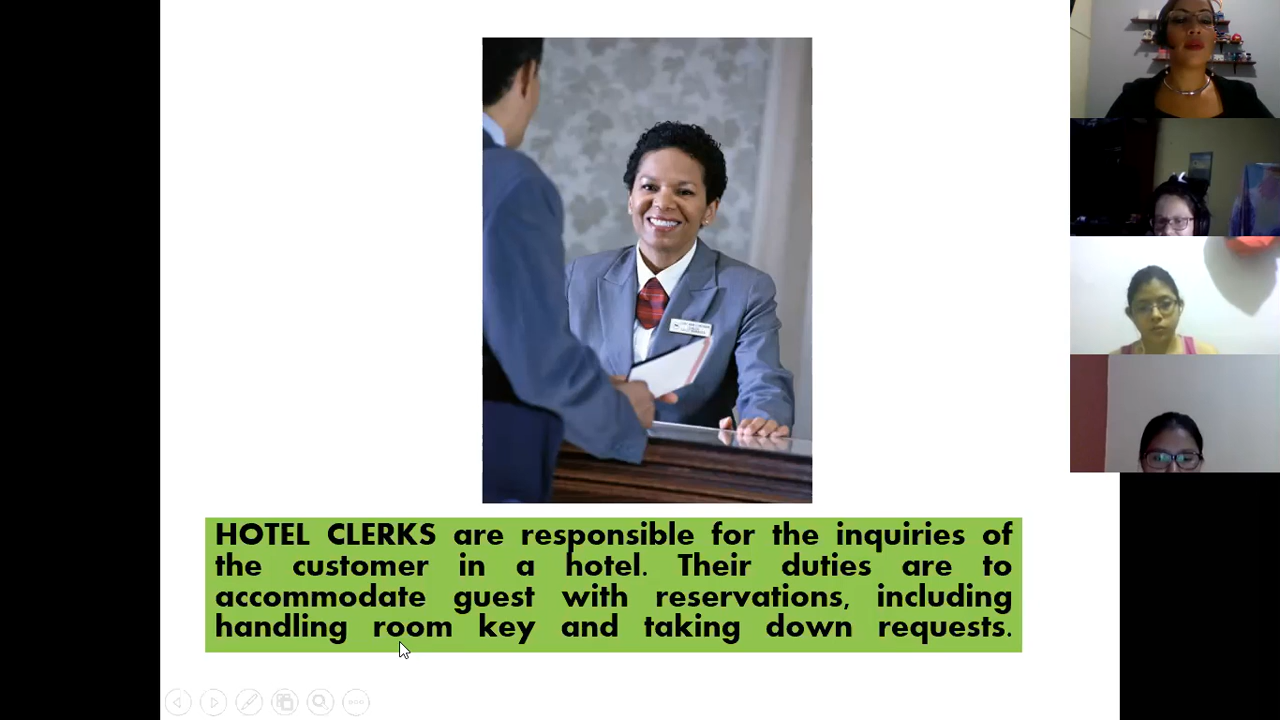 HOTEL CLERKS are responsible for the inquiries of
the customer in a hotel. Their duties are to
accommodate guest with reservations, including
handling room key and taking down requests.